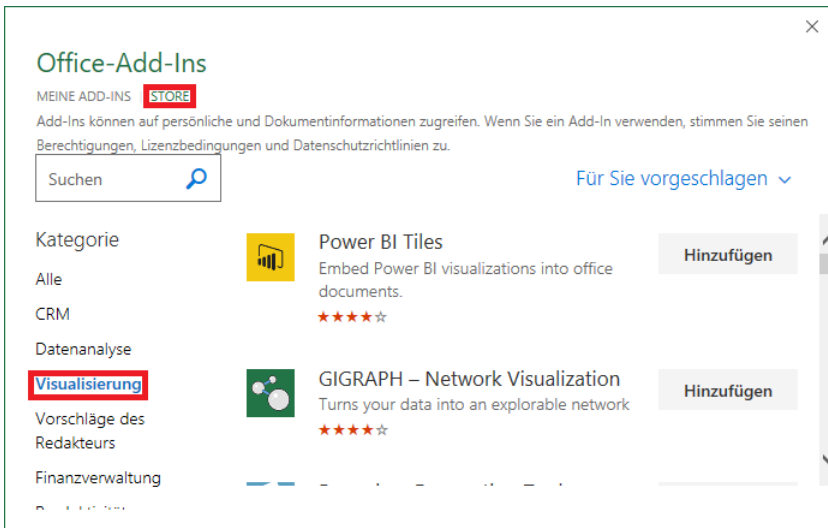 Office-Add-Ins
MEINE ADD-INS | STORE
Add-Ins können auf persönliche und Dokumentinformationen zugreifen. Wenn Sie ein Add-In verwenden, stimmen Sie seinen
Berechtigungen, Lizenzbedingungen und Datenschutzrichtlinien zu.
Suchen
Für Sie vorgeschlagen
Kategorie
Alle
CRM
Datenanalyse
Visualisierung
Vorschläge des
Redakteurs
Finanzverwaltung
Power BI Tiles
Embed Power BI visualizations into office
documents.
Hinzufügen
GIGRAPH – Network Visualization
Turns your data into an explorable network
Hinzufügen